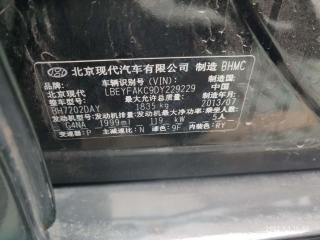 北京现代汽车有限公司 制造 BHMC
品牌: 车辆识别号(VIN): 制造国:
北京现代 LBEYFAKC9DY229229 中国
整车型号: 最大允许总质量: 制造年月:
BH7202DAY 1835 kg 2013/07
发动机型号: 发动机排量: 发动机最大净功率: 乘坐人数:
G4NA 1999ml 119 kW 5人
变速器:P 主减速比:N 漆色:9F 内饰:RY